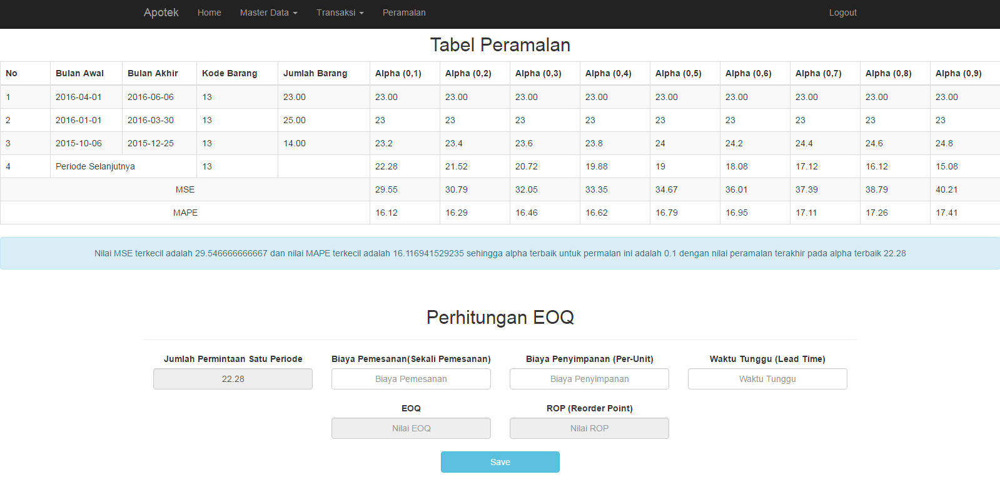 Apotek Home Master Data Transaksi Peramalan Logout
Tabel Peramalan
No Bulan Awal Bulan Akhir Kode Barang Jumlah Barang Alpha (0,1) Alpha (0,2) Alpha (0,3) Alpha (0,4) Alpha (0,5) Alpha (0,6) Alpha (0,7) Alpha (0,8) Alpha (0,9)
1 2016-04-01 2016-06-06 13 23.00 23.00 23.00 23.00 23.00 23.00 23.00 23.00 23.00 23.00
2 2016-01-01 2016-03-30 13 25.00 23 23 23 23 23 23 23 23 23
3 2015-10-06 2015-12-25 13 14.00 23.2 23.4 23.6 23.8 24 24.2 24.4 24.6 24.8
4 Periode Selanjutnya 13 22.28 21.52 20.72 19.88 19 18.08 17.12 16.12 15.08
MSE 29.55 30.79 32.05 33.35 34.67 36.01 37.39 38.79 40.21
MAPE 16.12 16.29 16.46 16.62 16.79 16.95 17.11 17.26 17.41
Nilai MSE terkecil adalah 29.546666666667 dan nilai MAPE terkecil adalah 16.116941529235 sehingga alpha terbaik untuk permalan ini adalah 0.1 dengan nilai peramalan terakhir pada alpha terbaik 22.28
Perhitungan EOQ
Jumlah Permintaan Satu Periode Biaya Pemesanan(Sekali Pemesanan) Biaya Penyimpanan (Per-Unit) Waktu Tunggu (Lead Time)
22.28 Biaya Pemesanan Biaya Penyimpanan Waktu Tunggu
EOQ ROP (Reorder Point)
Nilai EOQ Nilai ROP
Save